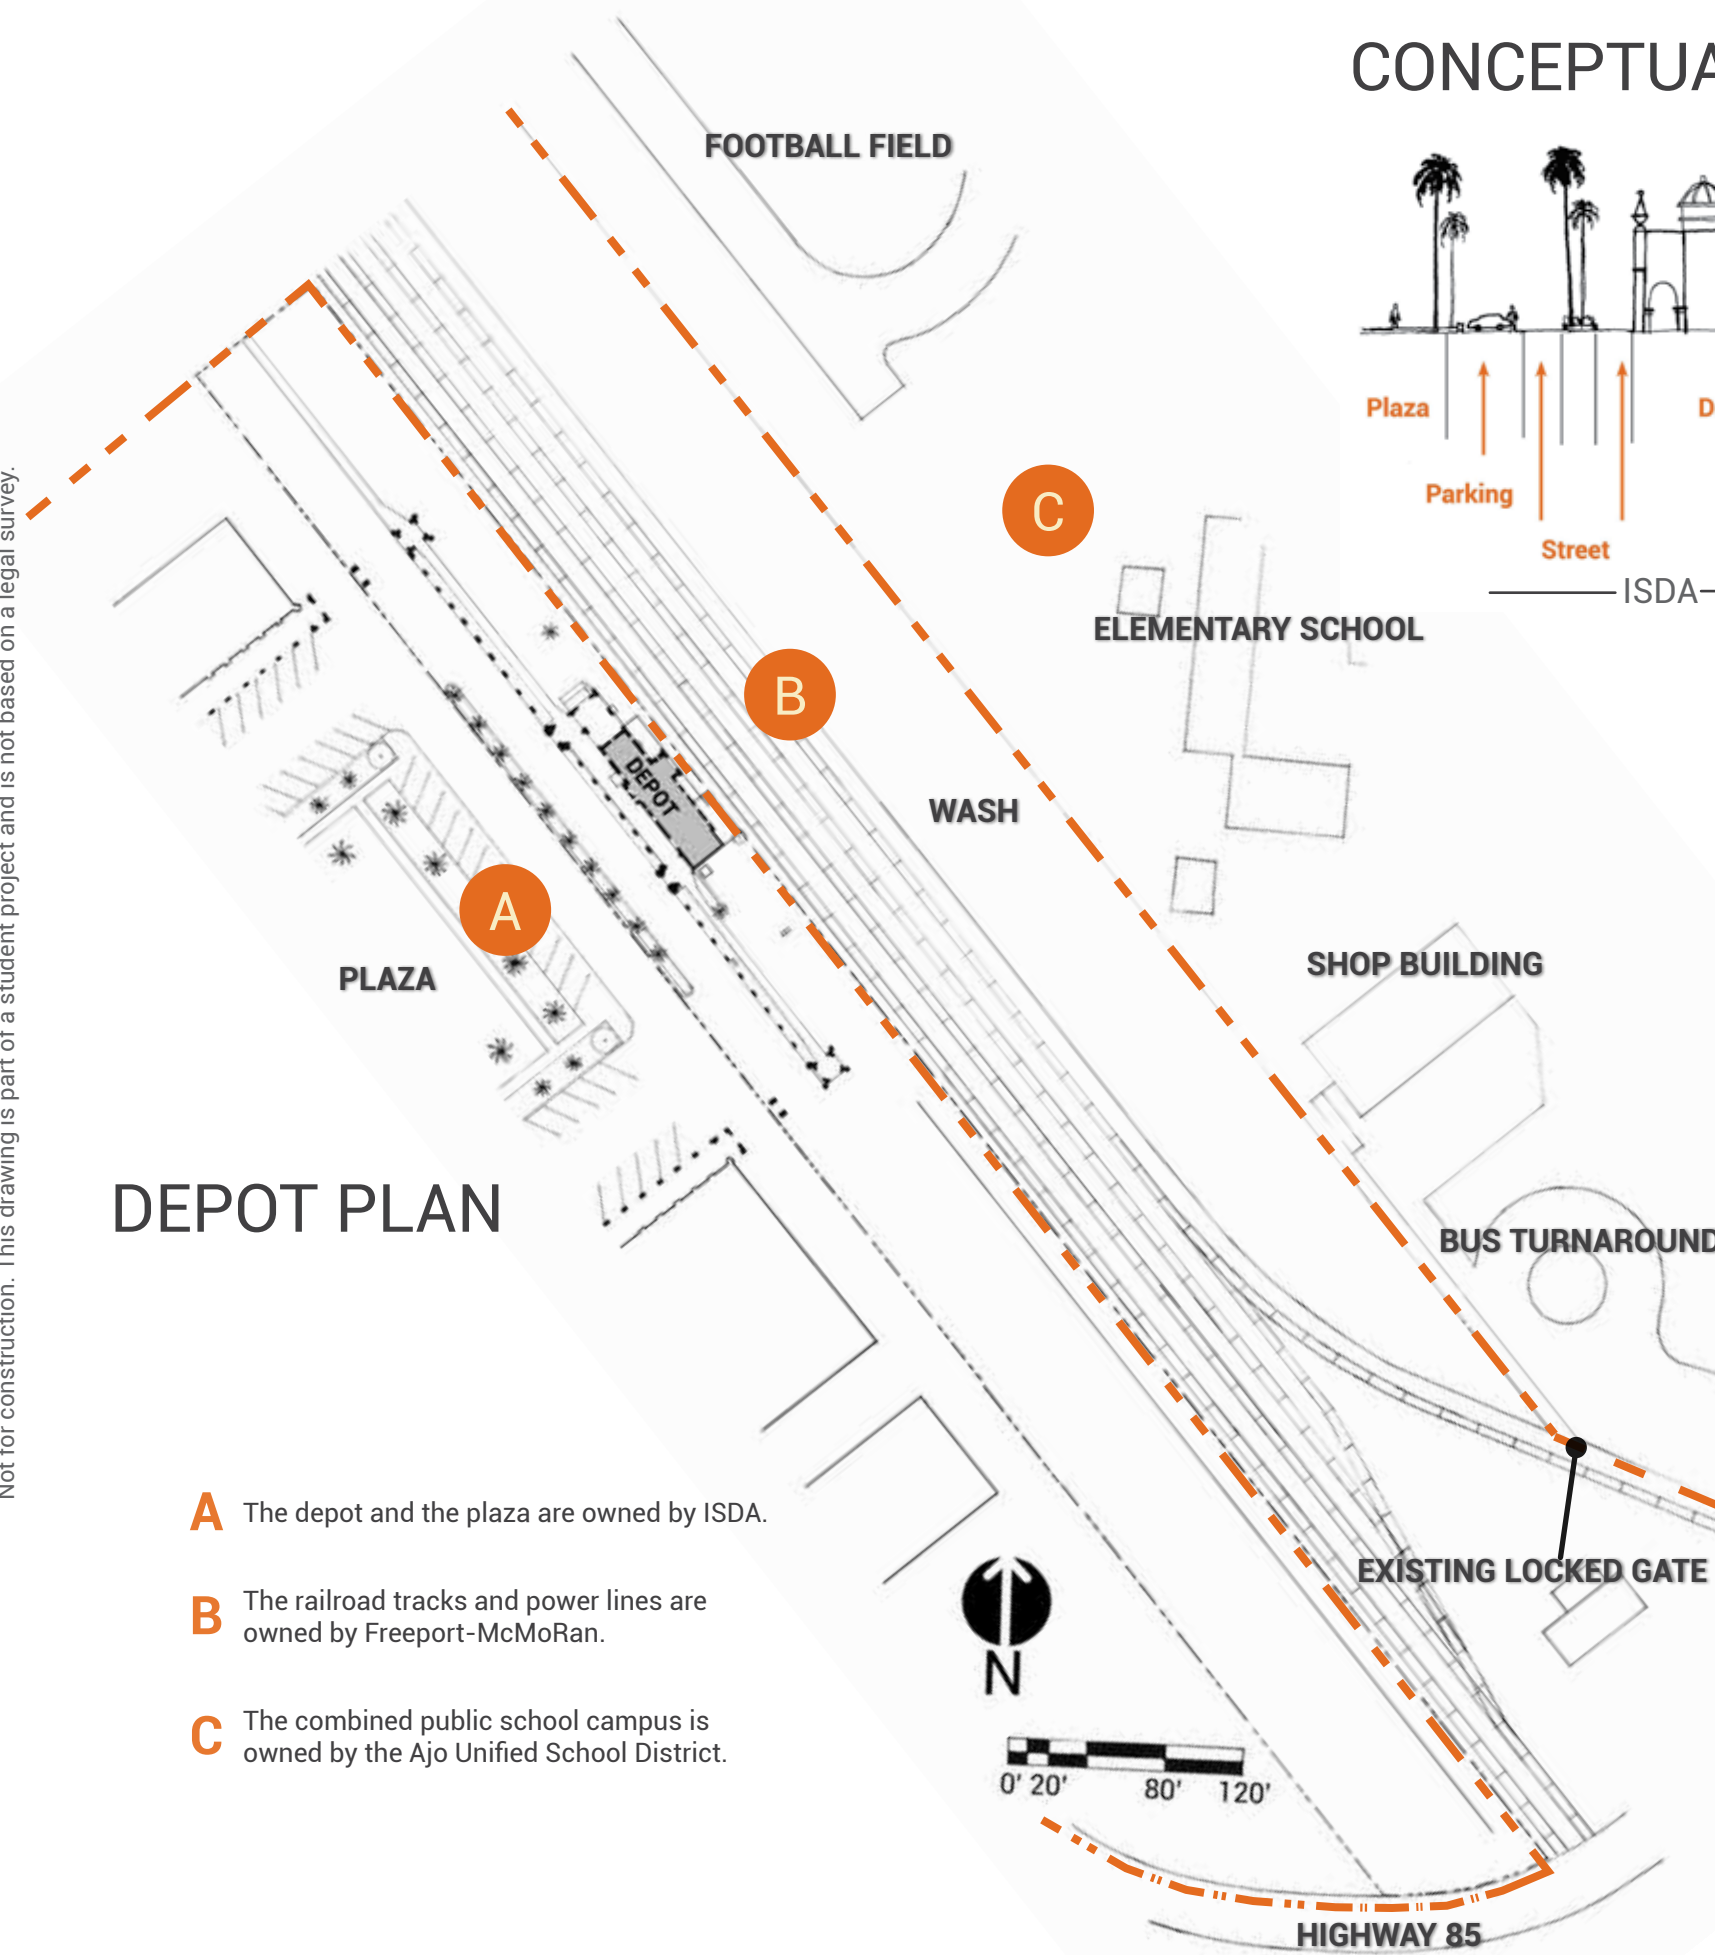 CONCEPTUA
FOOTBALL FIELD
Plaza
D
Parking
Street
ISDA
C
ELEMENTARY SCHOOL
B
DEPOT
WASH
A
PLAZA
SHOP BUILDING
DEPOT PLAN
BUS TURNAROUND
EXISTING LOCKED GATE
A The depot and the plaza are owned by ISDA.
B The railroad tracks and power lines are
owned by Freeport-McMoRan.
C The combined public school campus is
owned by the Ajo Unified School District.
N
0' 20' 80' 120'
HIGHWAY 85
Not for construction. This drawing is part of a student project and is not based on a legal survey.